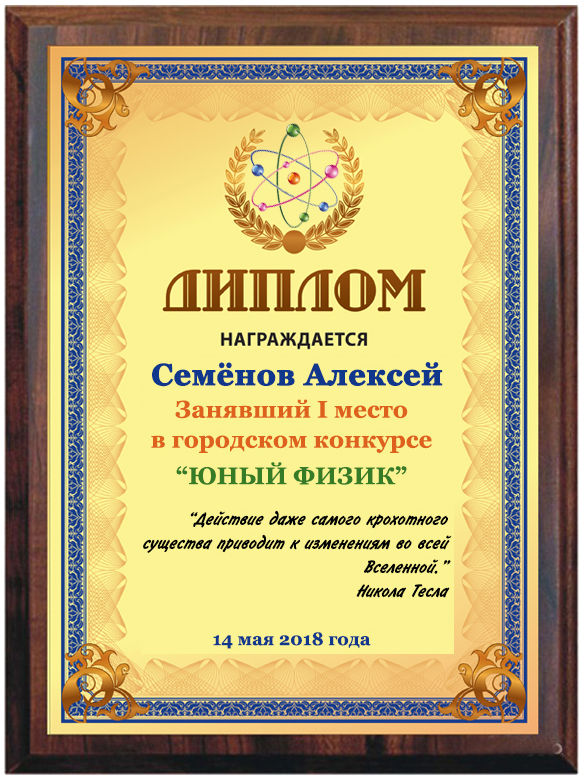 ДИПЛОМ
НАГРАЖДАЕТСЯ
Семёнов Алексей
Занявший I место
в городском конкурсе
“ЮНЫЙ ФИЗИК”
“Действие даже самого крохотного
существа приводит к изменениям во всей
Вселенной.”
Никола Тесла
14 мая 2018 года